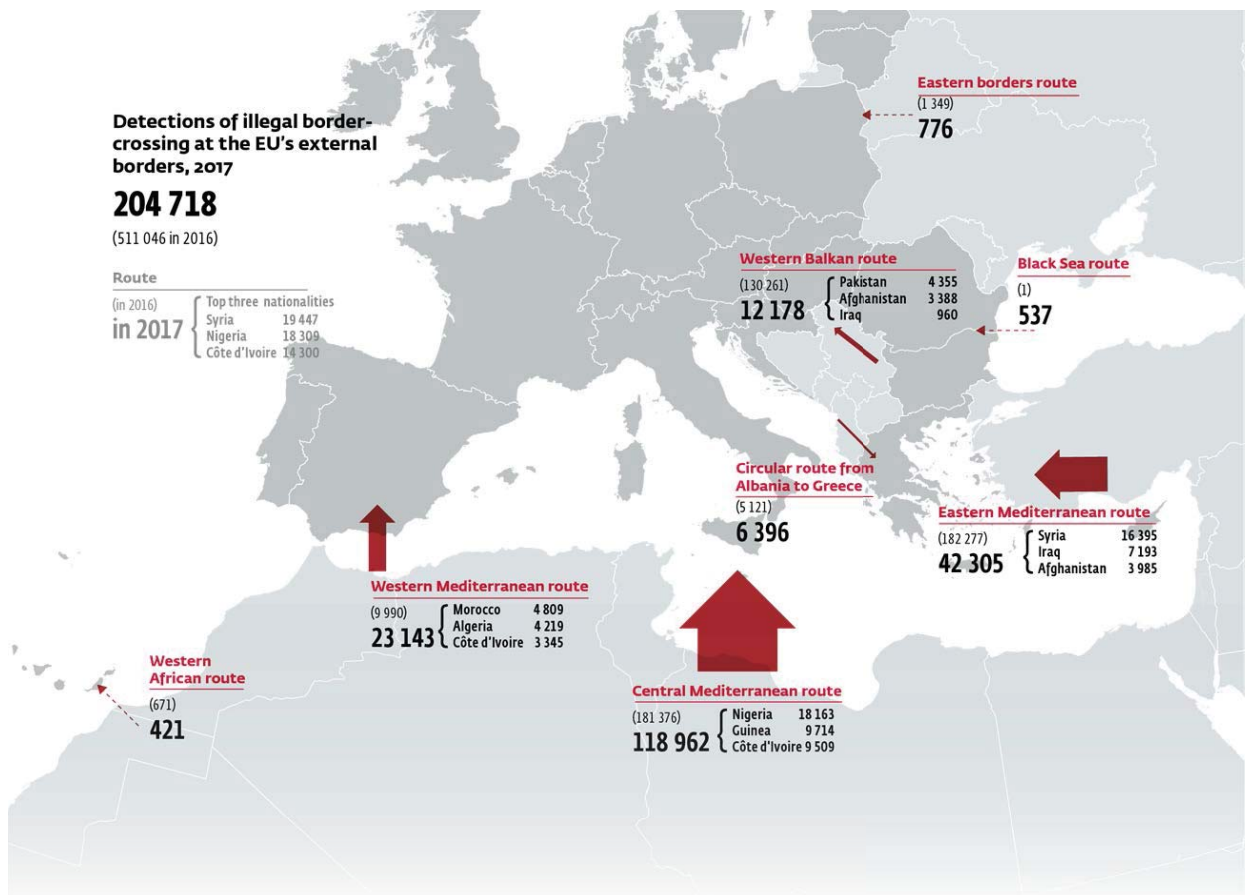 Detections of illegal border-
crossing at the EU's external
borders, 2017
204 718
(511 046 in 2016)
Route
(in 2016)
in 2017
Top three nationalities
Syria 19 447
Nigeria 18 309
Côte d'Ivoire 14 300
Eastern borders route
(1 349)
776
Western Balkan route
(130 261)
12 178
Pakistan 4 355
Afghanistan 3 388
Iraq 960
Black Sea route
(1)
537
Circular route from
Albania to Greece
(5 121)
6 396
Eastern Mediterranean route
(182 277)
42 305
Syria 16 395
Iraq 7 193
Afghanistan 3 985
Western Mediterranean route
(9 990)
23 143
Morocco 4 809
Algeria 4 219
Côte d'Ivoire 3 345
Western
African route
(671)
421
Central Mediterranean route
(181 376)
118 962
Nigeria 18 163
Guinea 9 714
Côte d'Ivoire 9 509